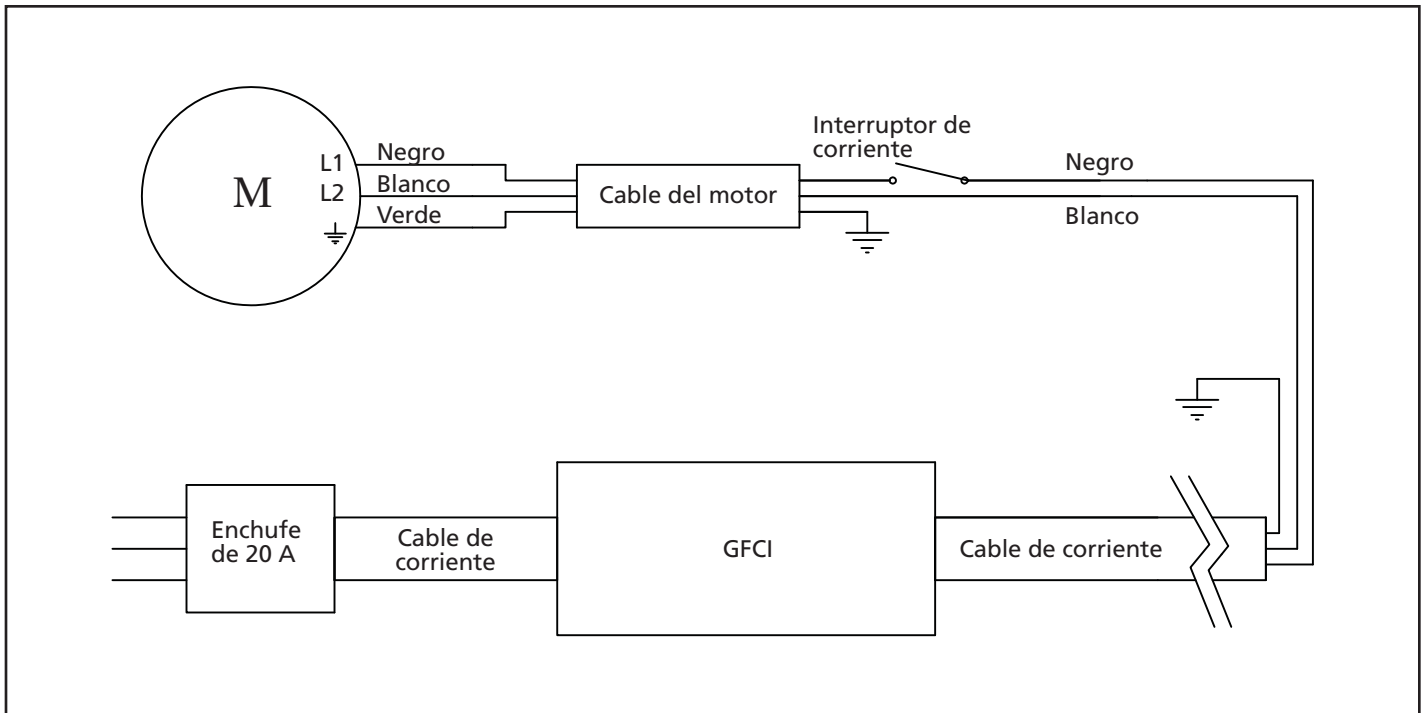 Interruptor de
corriente
M
L1
Negro
L2
Blanco
Verde
Cable del motor
Negro
Blanco
Enchufe
de 20 A
Cable de
corriente
GFCI
Cable de corriente